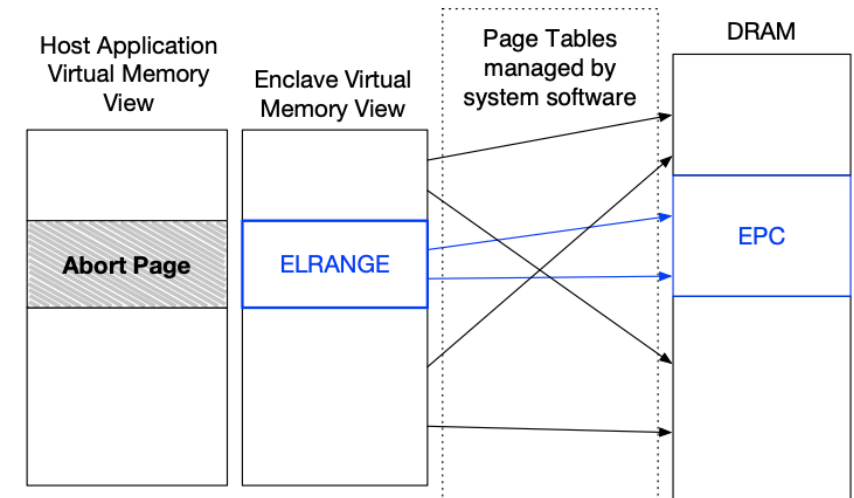 Host Application
Virtual Memory
View
Enclave Virtual
Memory View
Page Tables
managed by
system software
DRAM
Abort Page
ELRANGE
EPC